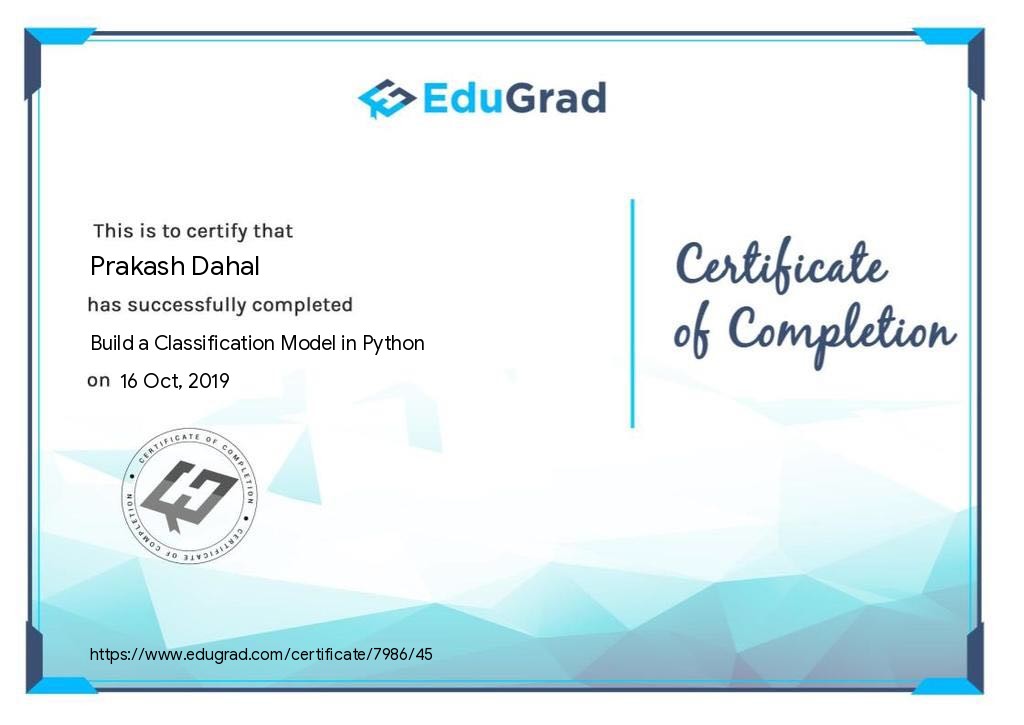 EduGrad
This is to certify that
Prakash Dahal
has successfully completed
Build a Classification Model in Python
on 16 Oct, 2019
Certificate
of Completion
CERTIFICATE OF COMPLETION
CERTIFICATE OF COMPLETION
https://www.edugrad.com/certificate/7986/45